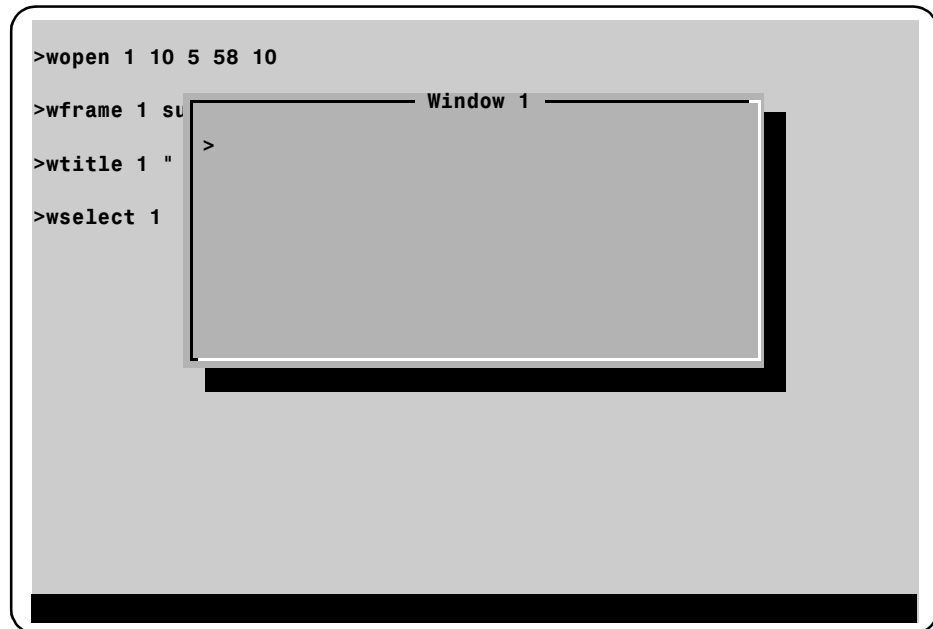 >wopen 1 10 5 58 10
>wframe 1 su
>wtitle 1 "
>wselect 1
Window 1
>